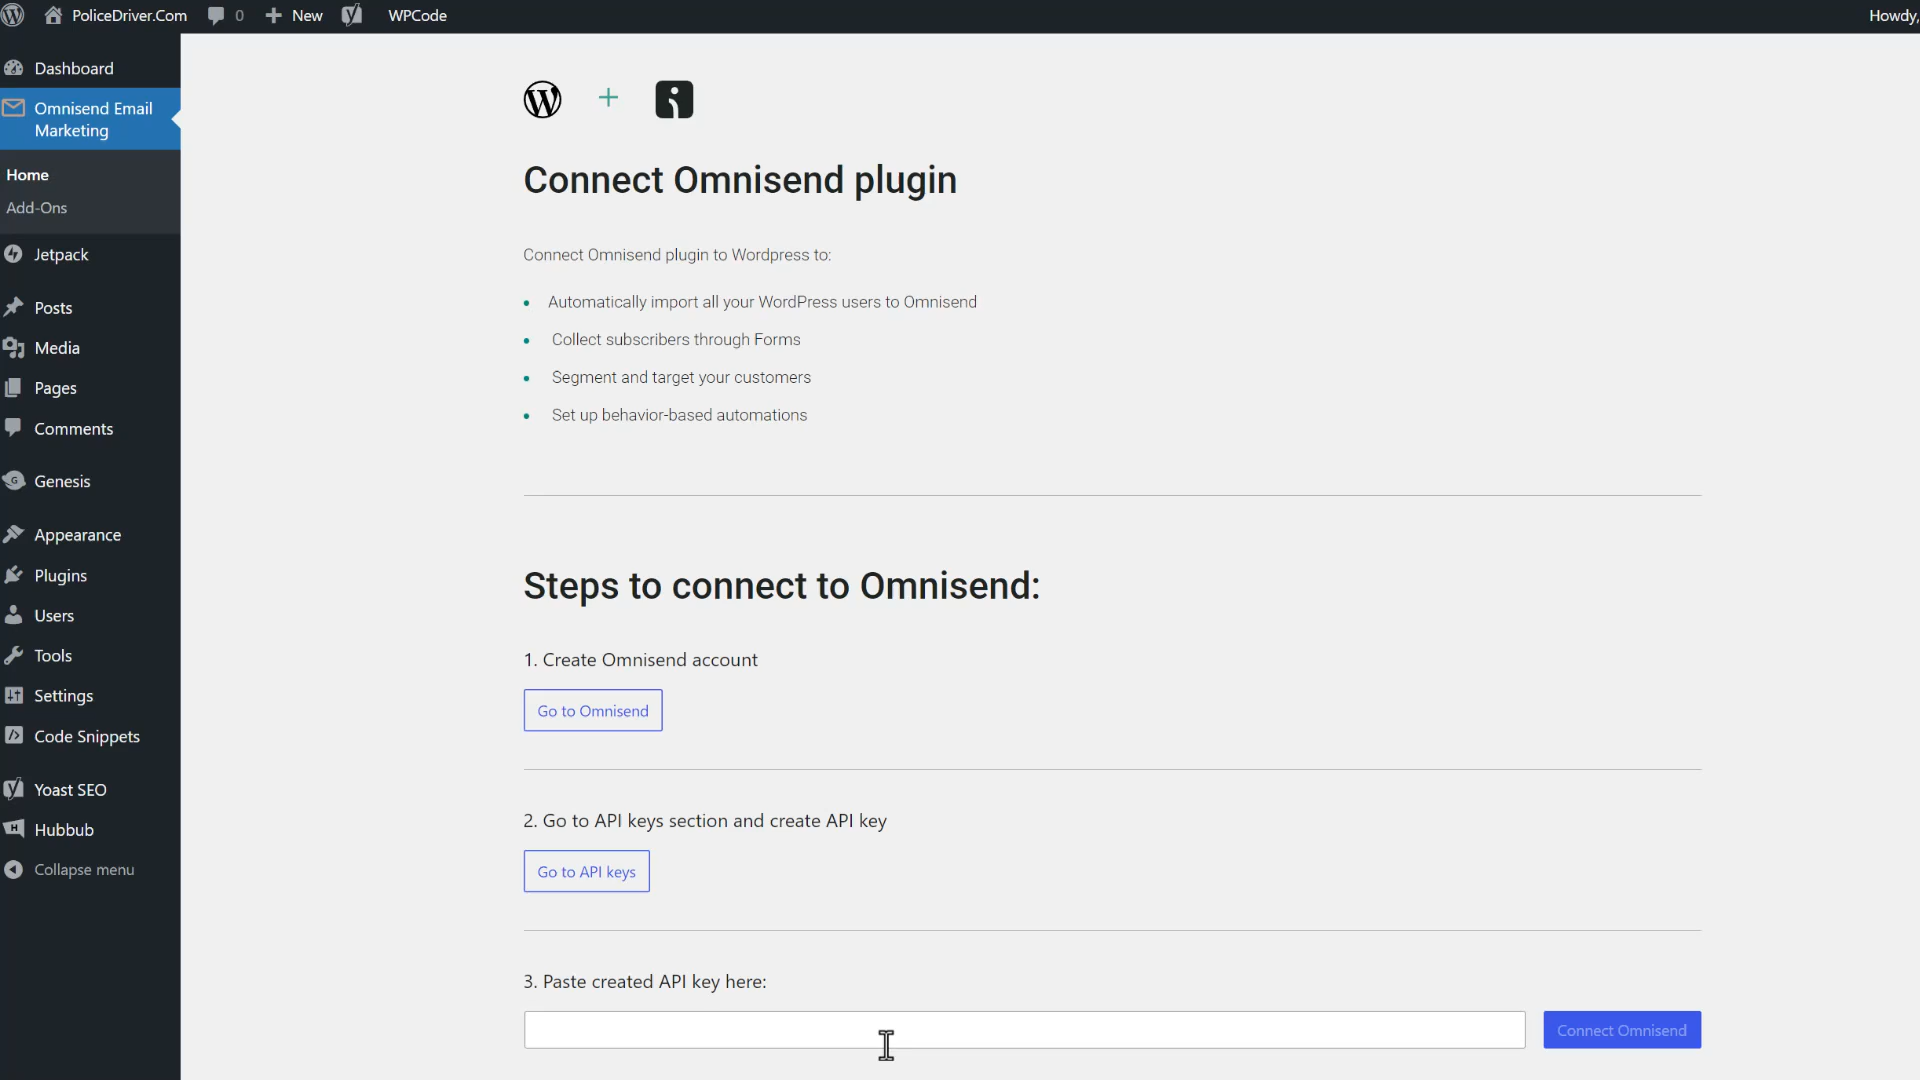 PoliceDriver.Com
0
New
WPCode
Howdy,
Dashboard
Omnisend Email
Marketing
Home
Add-Ons
Jetpack
Posts
Media
Pages
Comments
Genesis
Appearance
Plugins
Users
Tools
Settings
Code Snippets
Yoast SEO
Hubbub
Collapse menu
Connect Omnisend plugin
Connect Omnisend plugin to Wordpress to:
Automatically import all your WordPress users to Omnisend
Collect subscribers through Forms
Segment and target your customers
Set up behavior-based automations
Steps to connect to Omnisend:
1. Create Omnisend account
Go to Omnisend
2. Go to API keys section and create API key
Go to API keys
3. Paste created API key here:
Connect Omnisend